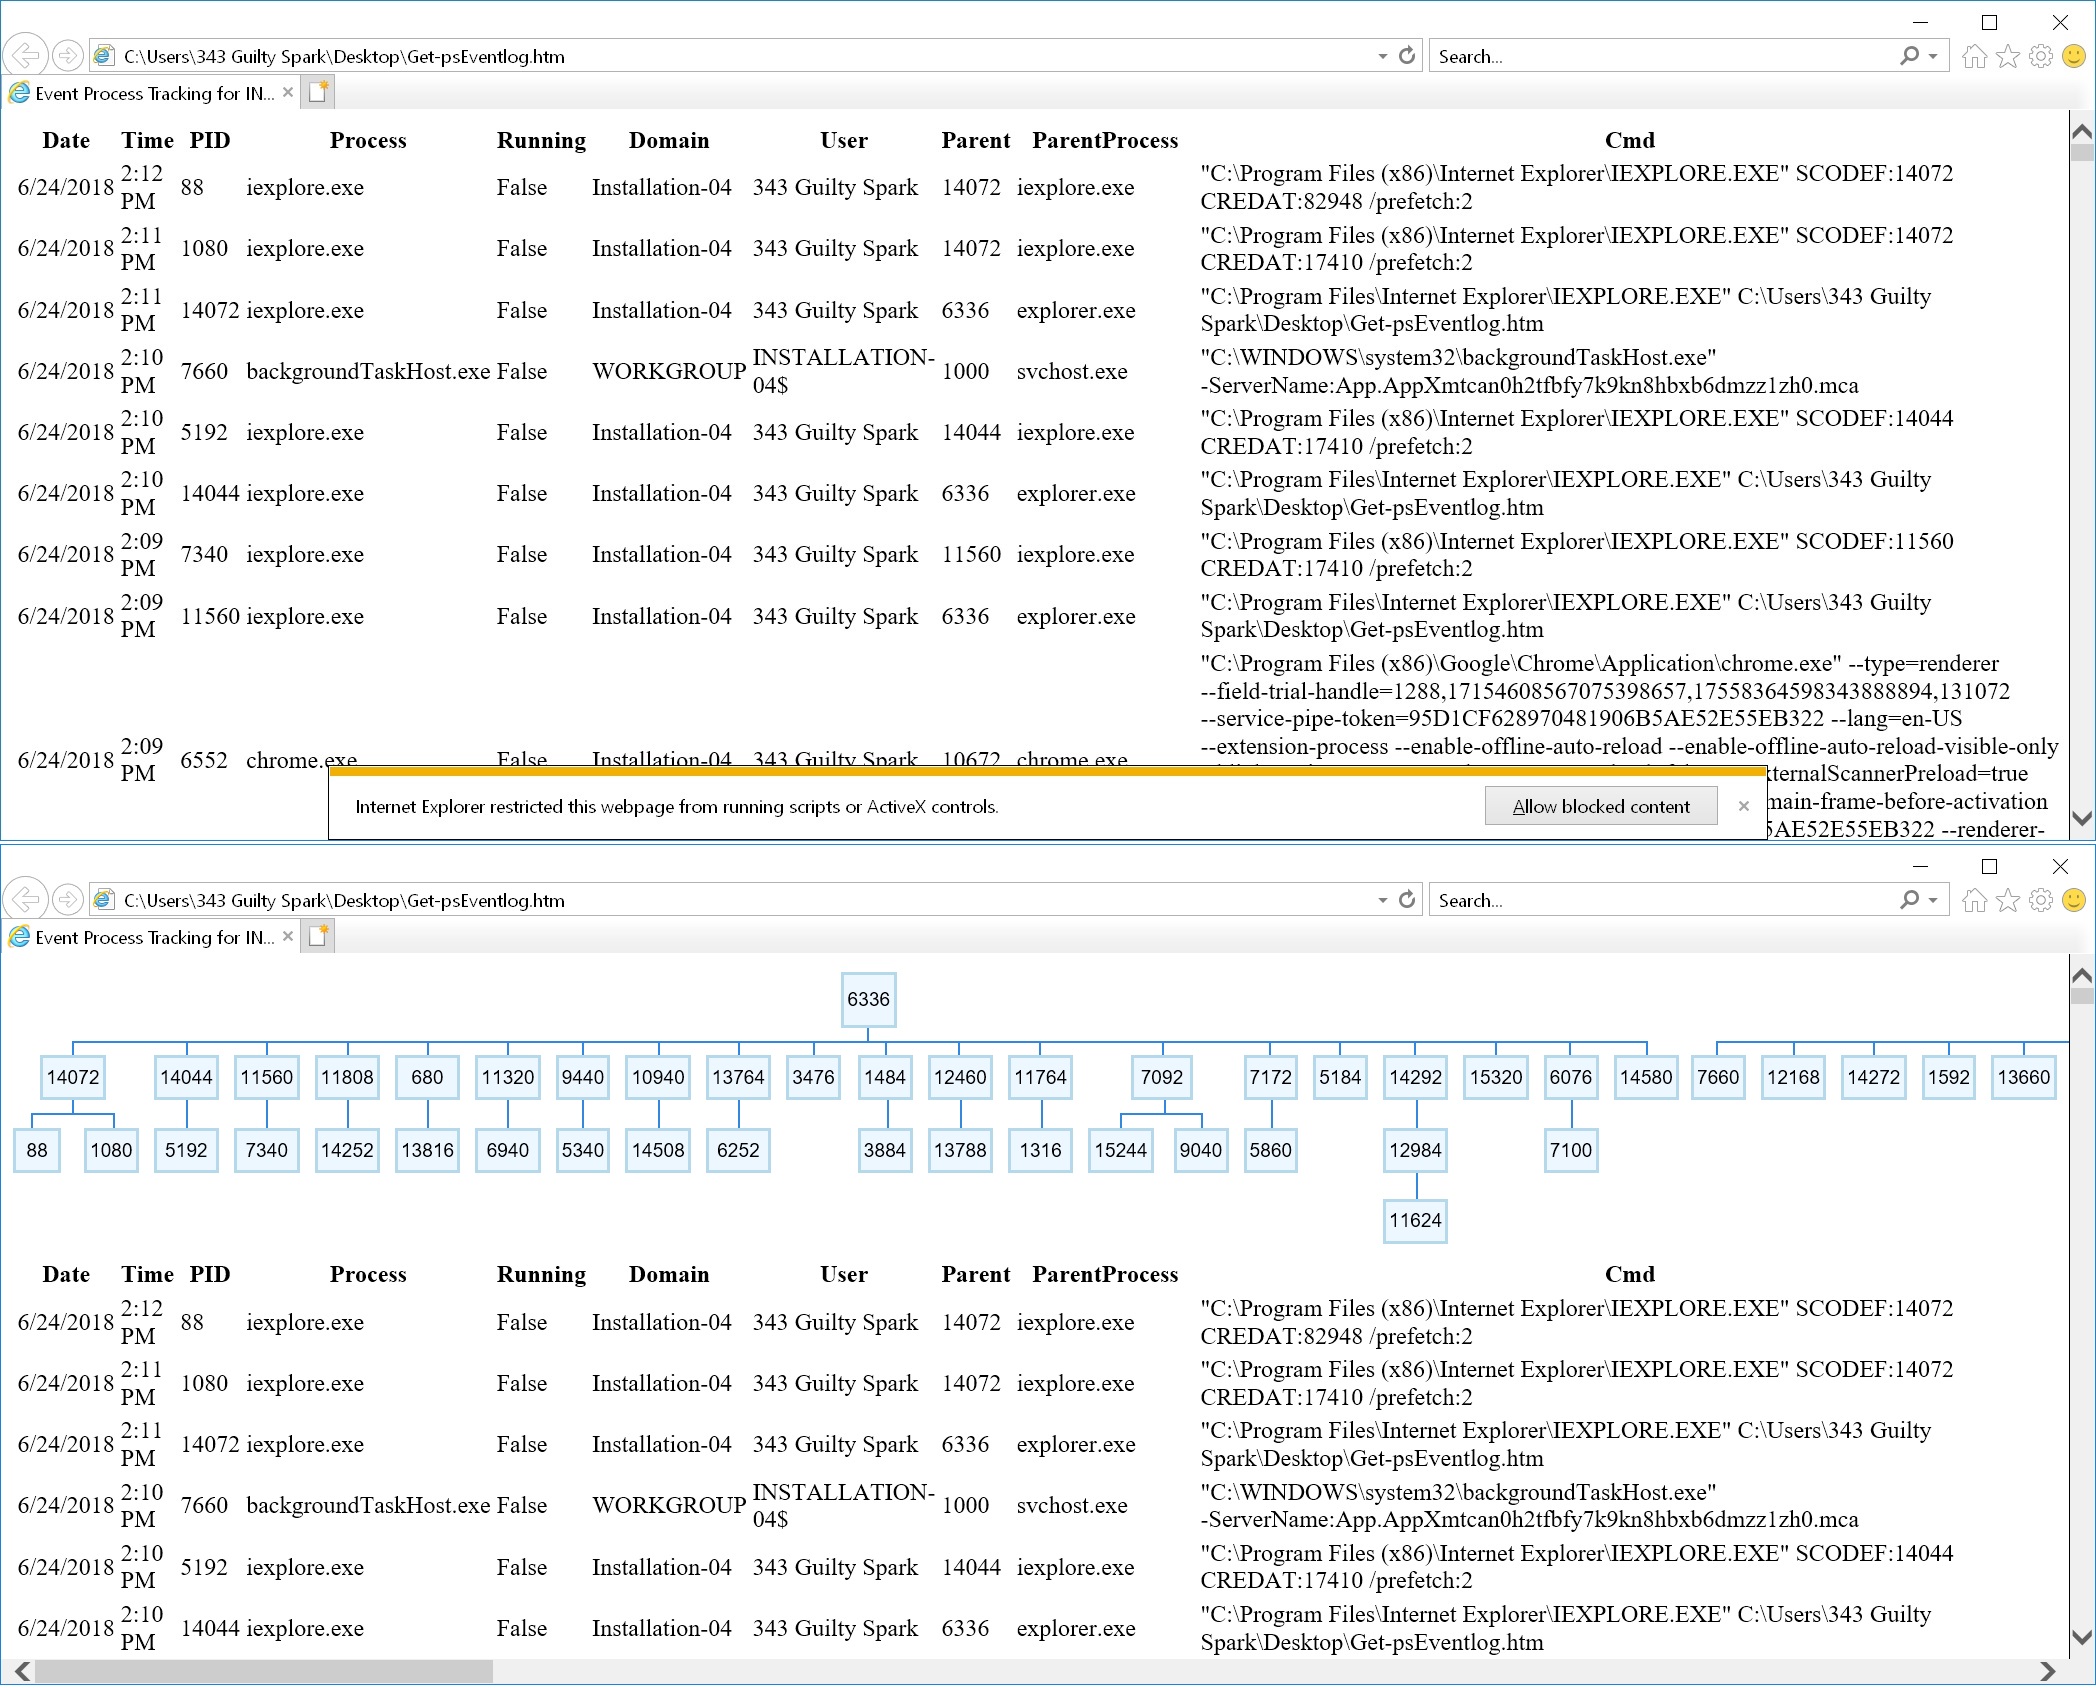 C:\Users\343 Guilty Spark\Desktop\Get-psEventlog.htm
Search...
Event Process Tracking for IN...
Date Time PID Process Running Domain User Parent ParentProcess Cmd
6/24/2018 2:12 PM 88 iexplore.exe False Installation-04 343 Guilty Spark 14072 iexplore.exe "C:\Program Files (x86)\Internet Explorer\IEXPLORE.EXE" SCODEF:14072
CREDAT:82948 /prefetch:2
6/24/2018 2:11 PM 1080 iexplore.exe False Installation-04 343 Guilty Spark 14072 iexplore.exe "C:\Program Files (x86)\Internet Explorer\IEXPLORE.EXE" SCODEF:14072
CREDAT:17410 /prefetch:2
6/24/2018 2:11 PM 14072 iexplore.exe False Installation-04 343 Guilty Spark 6336 explorer.exe "C:\Program Files\Internet Explorer\IEXPLORE.EXE" C:\Users\343 Guilty
Spark\Desktop\Get-psEventlog.htm
6/24/2018 2:10 PM 7660 backgroundTaskHost.exe False WORKGROUP INSTALLATION-04$ 1000 svchost.exe "C:\WINDOWS\system32\backgroundTaskHost.exe"
-ServerName:App.AppXmtcan0h2tfbfy7k9kn8hbxb6dmzz1zh0.mca
6/24/2018 2:10 PM 5192 iexplore.exe False Installation-04 343 Guilty Spark 14044 iexplore.exe "C:\Program Files (x86)\Internet Explorer\IEXPLORE.EXE" SCODEF:14044
CREDAT:17410 /prefetch:2
6/24/2018 2:10 PM 14044 iexplore.exe False Installation-04 343 Guilty Spark 6336 explorer.exe "C:\Program Files\Internet Explorer\IEXPLORE.EXE" C:\Users\343 Guilty
Spark\Desktop\Get-psEventlog.htm
6/24/2018 2:09 PM 7340 iexplore.exe False Installation-04 343 Guilty Spark 11560 iexplore.exe "C:\Program Files (x86)\Internet Explorer\IEXPLORE.EXE" SCODEF:11560
CREDAT:17410 /prefetch:2
6/24/2018 2:09 PM 11560 iexplore.exe False Installation-04 343 Guilty Spark 6336 explorer.exe "C:\Program Files\Internet Explorer\IEXPLORE.EXE" C:\Users\343 Guilty
Spark\Desktop\Get-psEventlog.htm
"C:\Program Files (x86)\Google\Chrome\Application\chrome.exe" --type=renderer
--field-trial-handle=1288,17154608567075398657,17558364598343888894,131072
--service-pipe-token=95D1CF628970481906B5AE52E55EB322 --lang=en-US
--extension-process --enable-offline-auto-reload --enable-offline-auto-reload-visible-only
6/24/2018 2:09 PM 6552 chrome.exe False Installation-04 343 Guilty Spark 10672 chrome.exe
ternalScannerPreload=true
main-frame-before-activation
5AE52E55EB322 --renderer-
Internet Explorer restricted this webpage from running scripts or ActiveX controls.
Allow blocked content
C:\Users\343 Guilty Spark\Desktop\Get-psEventlog.htm
Search...
Event Process Tracking for IN...
6336
14072 14044 11560 11808 680 11320 9440 10940 13764 3476 1484 12460 11764 7092 7172 5184 14292 15320 6076 14580 7660 12168 14272 1592 13660
88 1080 5192 7340 14252 13816 6940 5340 14508 6252 3884 13788 1316 15244 9040 5860 12984 7100
11624
Date Time PID Process Running Domain User Parent ParentProcess Cmd
6/24/2018 2:12 PM 88 iexplore.exe False Installation-04 343 Guilty Spark 14072 iexplore.exe "C:\Program Files (x86)\Internet Explorer\IEXPLORE.EXE" SCODEF:14072
CREDAT:82948 /prefetch:2
6/24/2018 2:11 PM 1080 iexplore.exe False Installation-04 343 Guilty Spark 14072 iexplore.exe "C:\Program Files (x86)\Internet Explorer\IEXPLORE.EXE" SCODEF:14072
CREDAT:17410 /prefetch:2
6/24/2018 2:11 PM 14072 iexplore.exe False Installation-04 343 Guilty Spark 6336 explorer.exe "C:\Program Files\Internet Explorer\IEXPLORE.EXE" C:\Users\343 Guilty
Spark\Desktop\Get-psEventlog.htm
6/24/2018 2:10 PM 7660 backgroundTaskHost.exe False WORKGROUP INSTALLATION-04$ 1000 svchost.exe "C:\WINDOWS\system32\backgroundTaskHost.exe"
-ServerName:App.AppXmtcan0h2tfbfy7k9kn8hbxb6dmzz1zh0.mca
6/24/2018 2:10 PM 5192 iexplore.exe False Installation-04 343 Guilty Spark 14044 iexplore.exe "C:\Program Files (x86)\Internet Explorer\IEXPLORE.EXE" SCODEF:14044
CREDAT:17410 /prefetch:2
6/24/2018 2:10 PM 14044 iexplore.exe False Installation-04 343 Guilty Spark 6336 explorer.exe "C:\Program Files\Internet Explorer\IEXPLORE.EXE" C:\Users\343 Guilty
Spark\Desktop\Get-psEventlog.htm